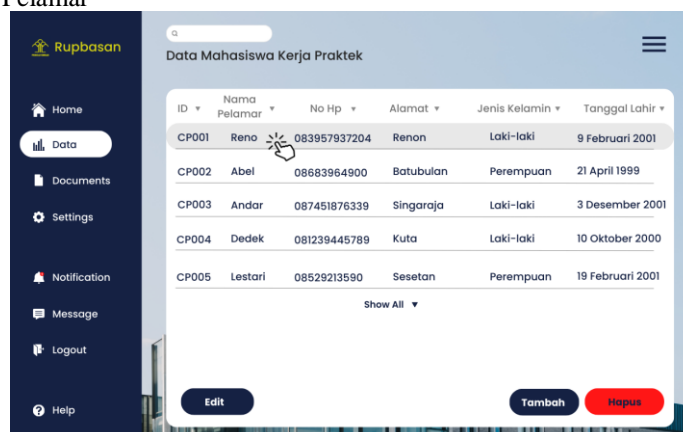 Pelamar
Rupbasan
Data Mahasiswa Kerja Praktek
Home
Data
Documents
Settings
Notification
Message
Logout
Help
ID Nama Pelamar No Hp Alamat Jenis Kelamin Tanggal Lahir
CP001 Reno 083957937204 Renon Laki-laki 9 Februari 2001
CP002 Abel 08683964900 Batubulan Perempuan 21 April 1999
CP003 Andar 087451876339 Singaraja Laki-laki 3 Desember 2001
CP004 Dedek 081239445789 Kuta Laki-laki 10 Oktober 2000
CP005 Lestari 08529213590 Sesetan Perempuan 19 Februari 2001
Show All
Edit
Tambah
Hapus